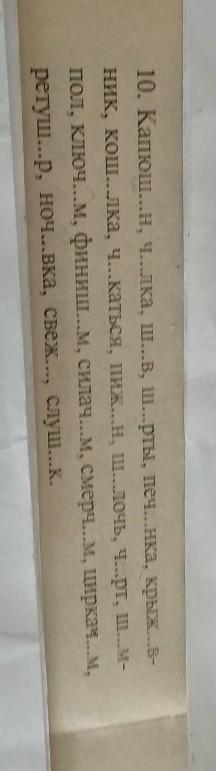 10. Капюш...н, ч...лка, ш...в, ш...рты, печ...нка, крыж...в-
ник, кош...лка, ч...каться, пиж...н, щ...лочь, ч...рт, ш...м-
пол, ключ...м, финиш...м, силач...м, смерч...м, циркач...м,
ретуш...р, ноч...вка, свеж..., слуш...к.